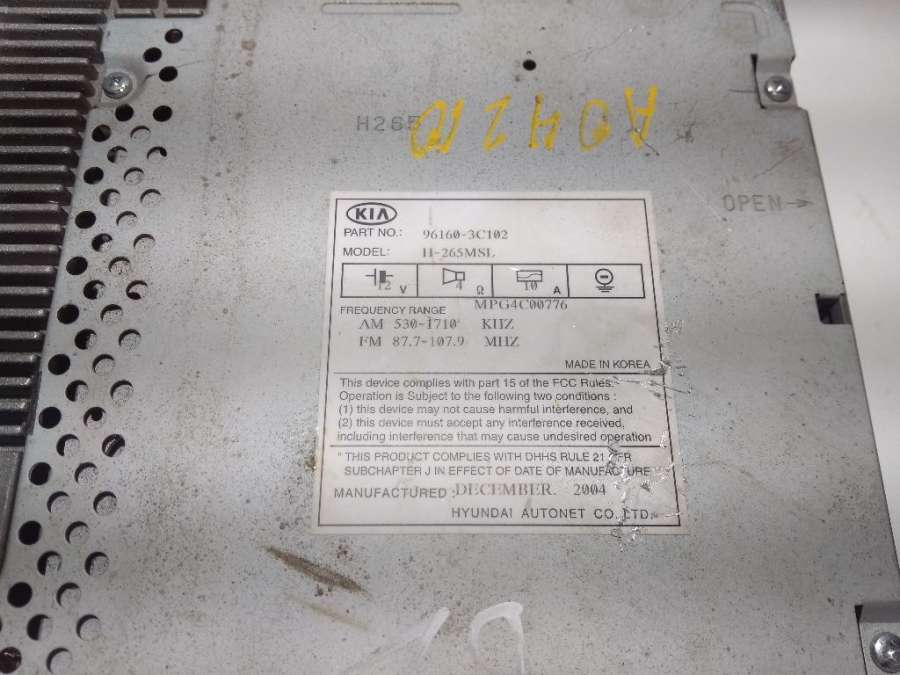 H265
A04210
OPEN→
KIA
PART NO.: 96160-3C102
MODEL: H-265MSL
12 V 4 Ω 10 A
MPG4C00776
FREQUENCY RANGE
AM 530-1710 KHZ
FM 87.7-107.9 MHZ
MADE IN KOREA
This device complies with part 15 of the FCC Rules.
Operation is Subject to the following two conditions :
(1) this device may not cause harmful interference, and
(2) this device must accept any interference received,
including interference that may cause undesired operation
* THIS PRODUCT COMPLIES WITH DHHS RULE 21 CFR
SUBCHAPTER J IN EFFECT OF DATE OF MANUFACTURE
MANUFACTURED : DECEMBER. 2004
HYUNDAI AUTONET CO., LTD.